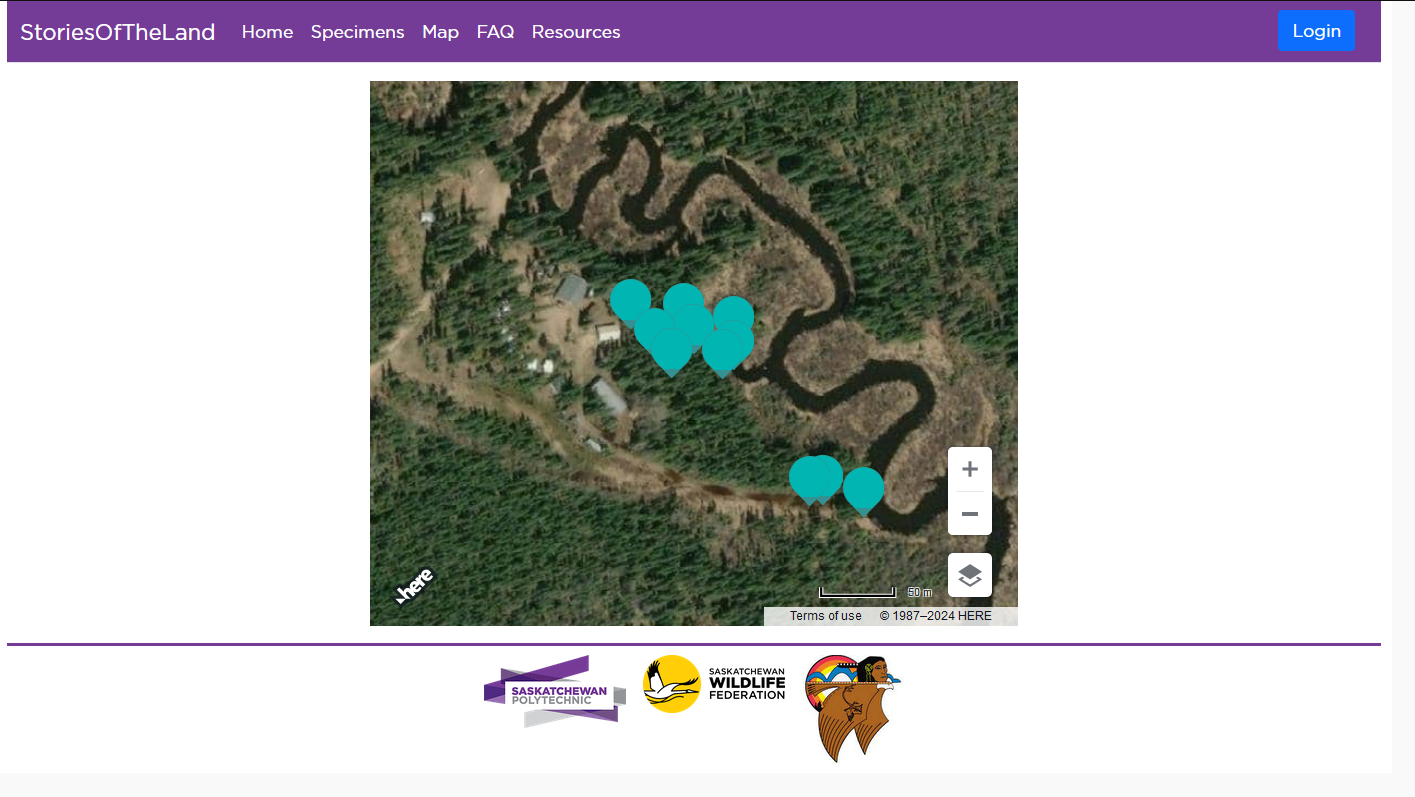 StoriesOfTheLand Home Specimens Map FAQ Resources Login
here
50 m
Terms of use © 1987–2024 HERE
SASKATCHEWAN
POLYTECHNIC
SASKATCHEWAN
WILDLIFE
FEDERATION